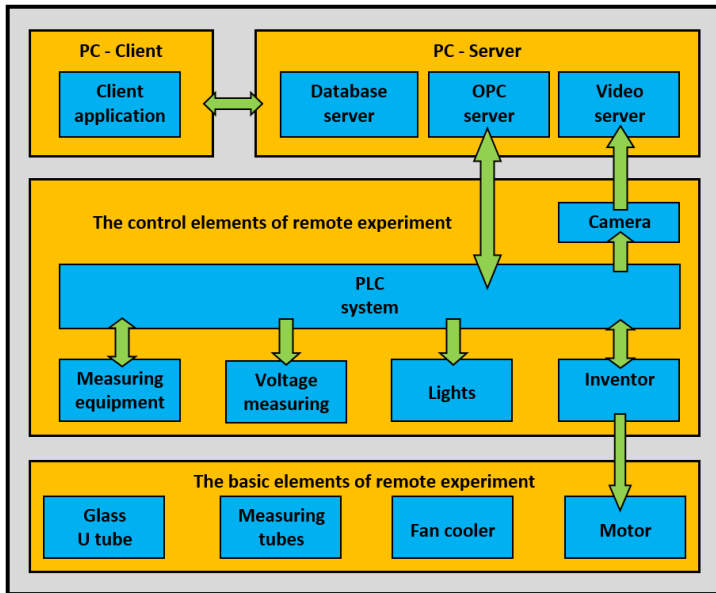 PC - Client
PC - Server
Client
application
Database
server
OPC
server
Video
server
The control elements of remote experiment
Camera
PLC
system
Measuring
equipment
Voltage
measuring
Lights
Inventor
The basic elements of remote experiment
Glass
U tube
Measuring
tubes
Fan cooler
Motor